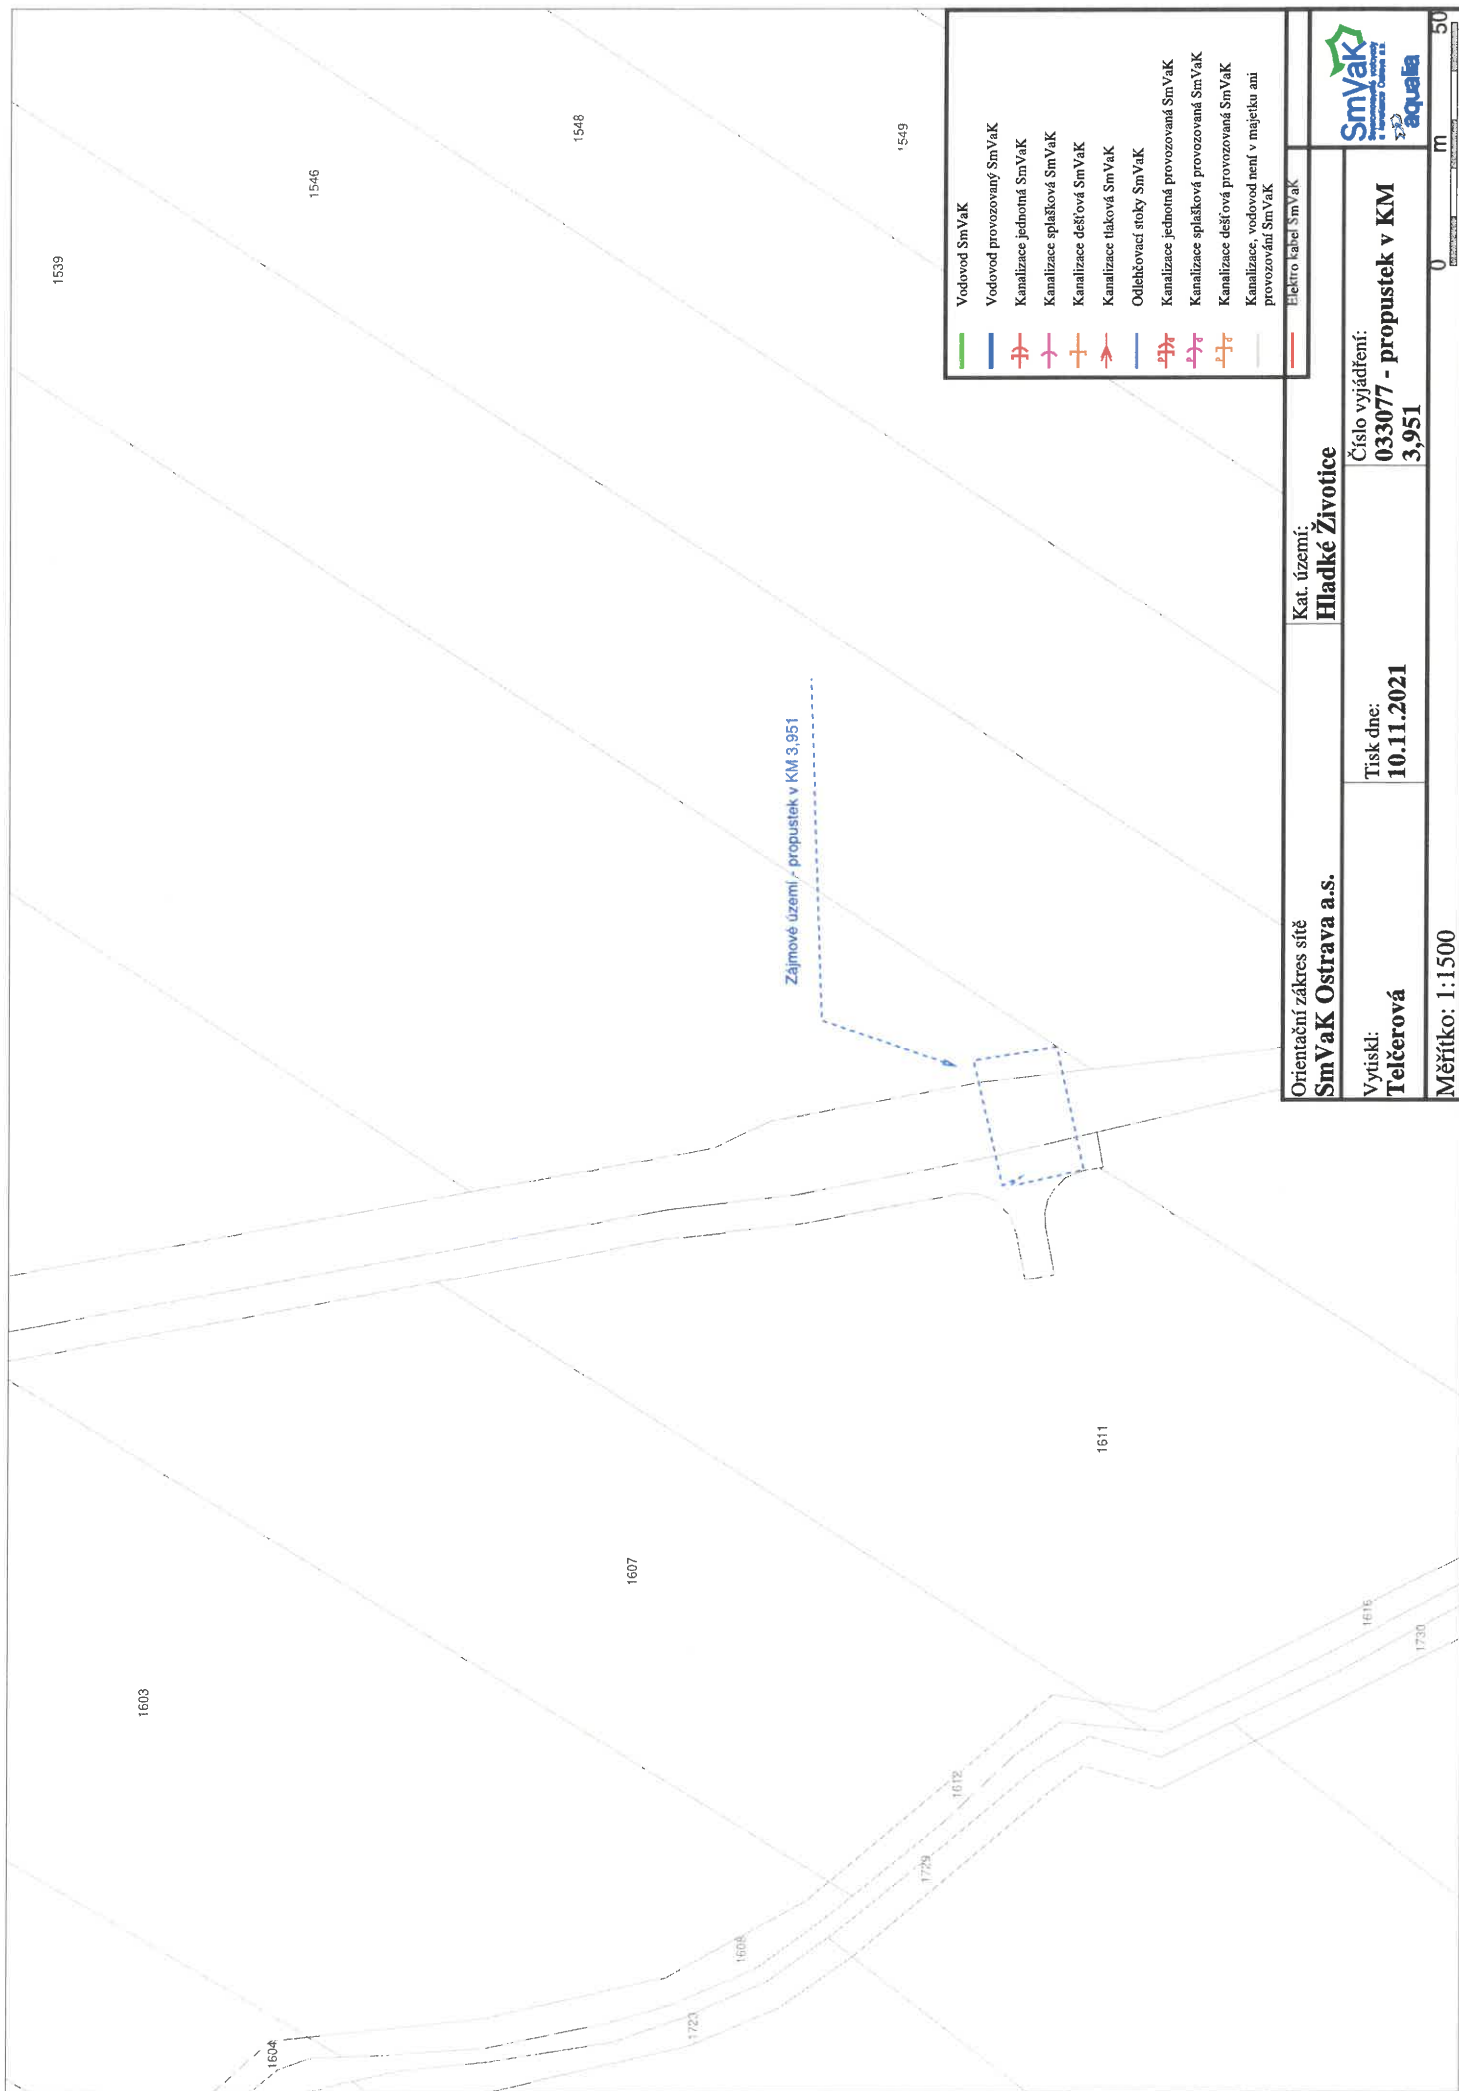 1539
1546
1548
1549
1603
1607
1611
1604
1608
1723
1612
1729
1616
1730
Zájmové území - propustek v KM 3,951
Vodovod SmVaK
Vodovod provozovaný SmVaK
Kanalizace jednotná SmVaK
Kanalizace splašková SmVaK
Kanalizace dešťová SmVaK
Kanalizace tlaková SmVaK
Odlehčovací stoky SmVaK
Kanalizace jednotná provozovaná SmVaK
Kanalizace splašková provozovaná SmVaK
Kanalizace dešťová provozovaná SmVaK
Kanalizace, vodovod není v majetku ani
provozování SmVaK
Elektro kabel SmVaK
Orientační zákres sítě
SmVaK Ostrava a.s.
Kat. území:
Hladké Životice
Vytiskl:
Telčerová
Tisk dne:
10.11.2021
Číslo vyjádření:
033077 - propustek v KM
3,951
SmVaK
aqualia
Měřítko: 1:1500
0 m 50